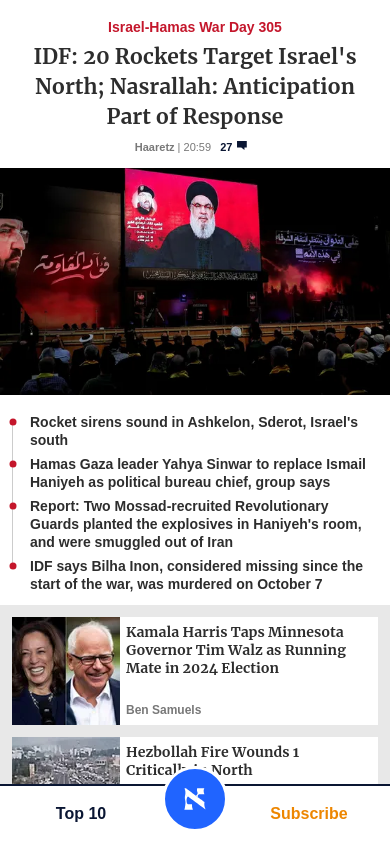 Israel-Hamas War Day 305
IDF: 20 Rockets Target Israel's
North; Nasrallah: Anticipation
Part of Response
Haaretz | 20:59 27
فؤاد المقاومة
Rocket sirens sound in Ashkelon, Sderot, Israel's
south
Hamas Gaza leader Yahya Sinwar to replace Ismail
Haniyeh as political bureau chief, group says
Report: Two Mossad-recruited Revolutionary
Guards planted the explosives in Haniyeh's room,
and were smuggled out of Iran
IDF says Bilha Inon, considered missing since the
start of the war, was murdered on October 7
Kamala Harris Taps Minnesota
Governor Tim Walz as Running
Mate in 2024 Election
Ben Samuels
Hezbollah Fire Wounds 1
Critically in North
Top 10
Subscribe